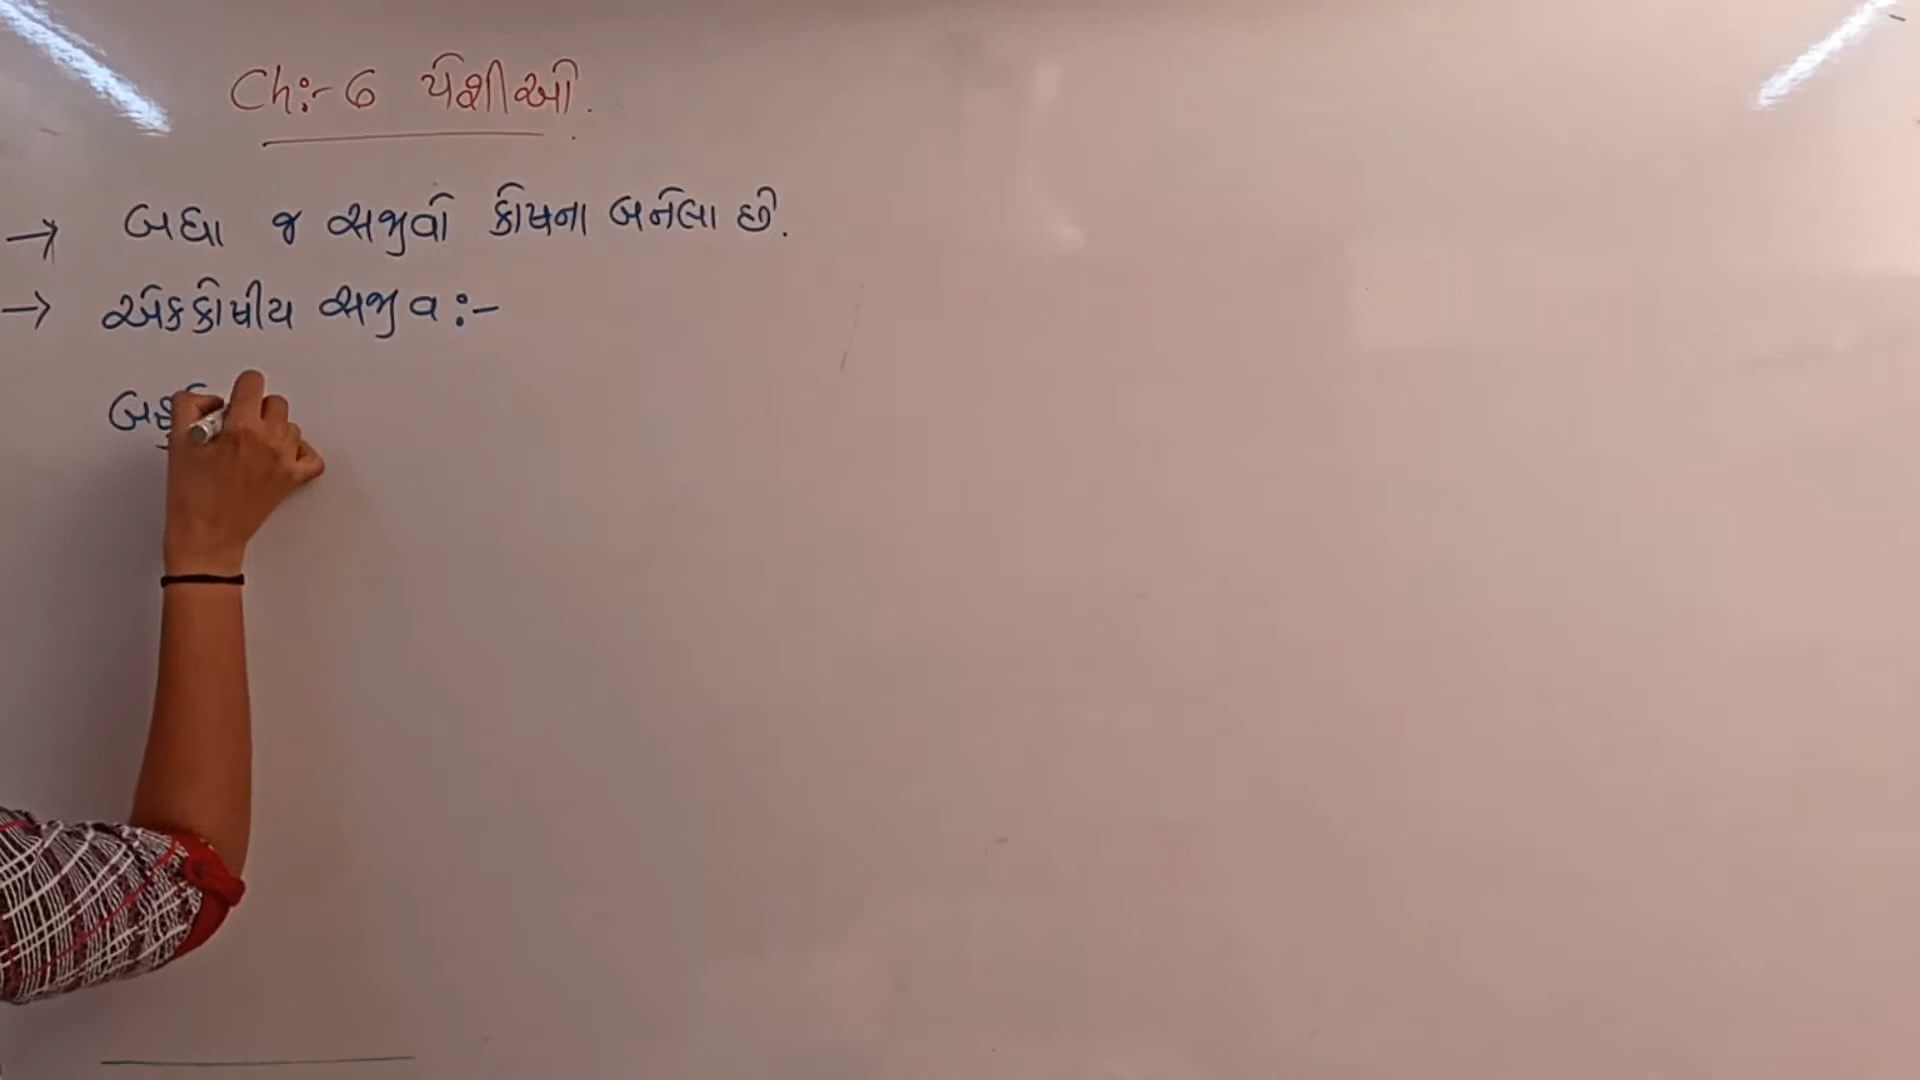 Ch:- 6 પેશીઓ.
→ બધા જ સજીવો કોષના બનેલા છે.
→ એકકોષીય સજીવ :-
બહુ